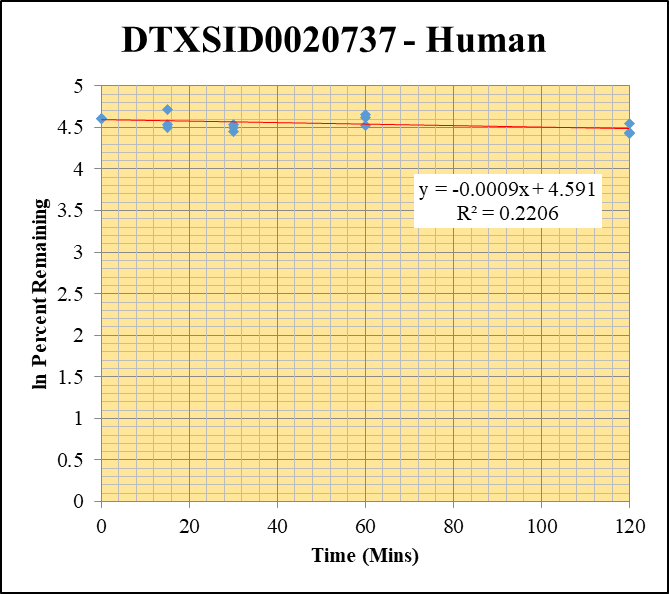 DTXSID0020737 - Human
ln Percent Remaining
5
4.5
4
3.5
3
2.5
2
1.5
1
0.5
0
y = -0.0009x + 4.591
R² = 0.2206
0 20 40 60 80 100 120
Time (Mins)